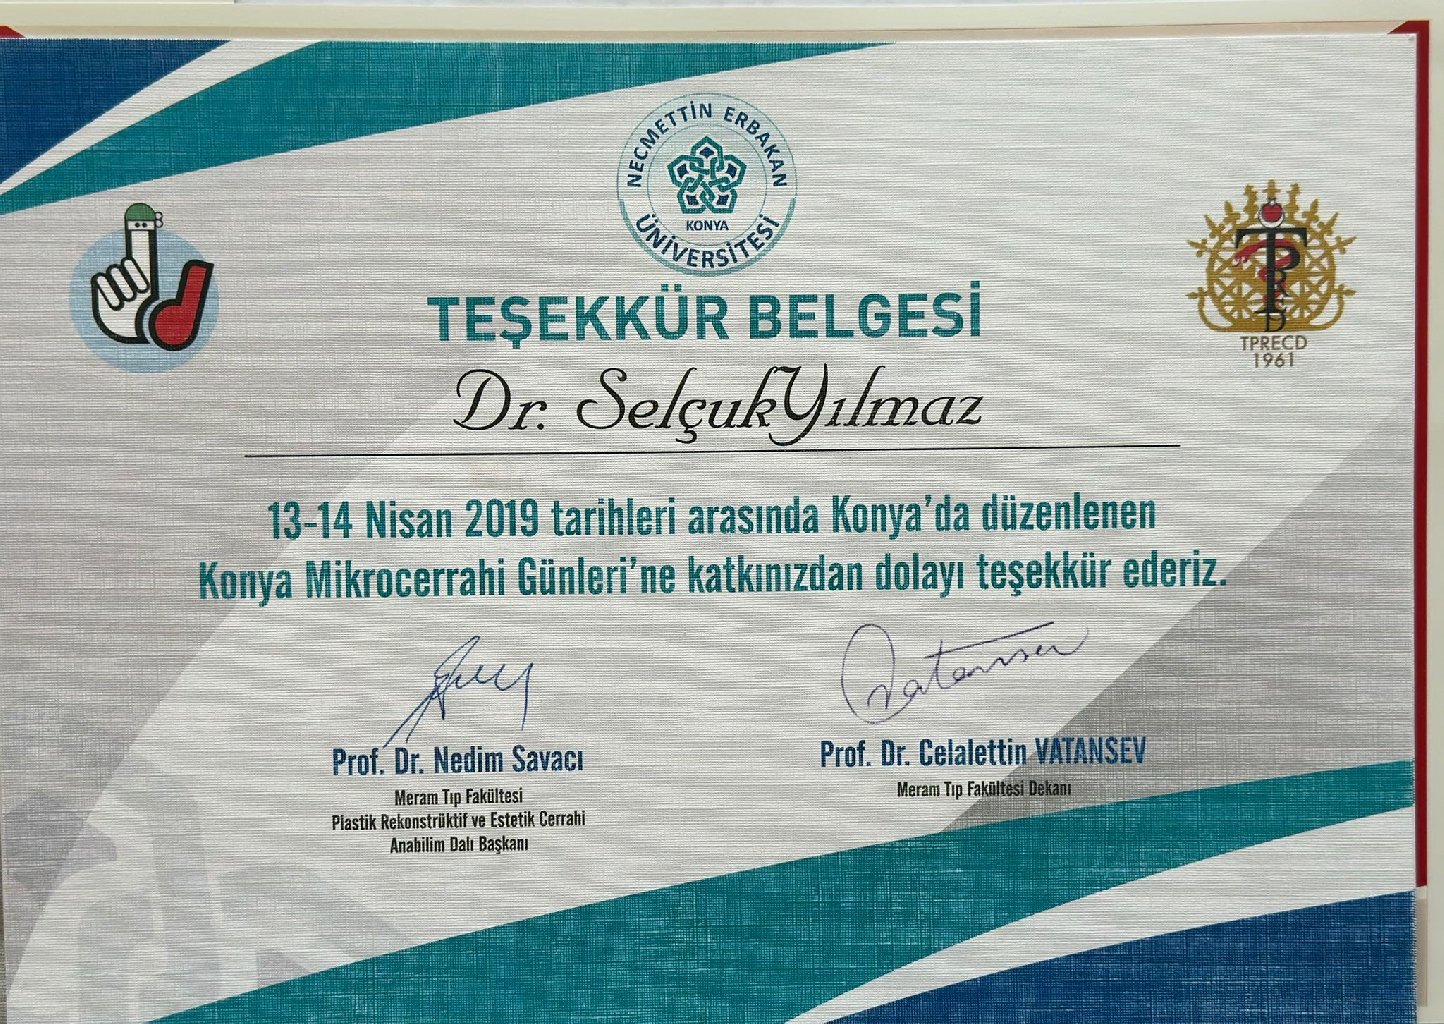 NECMETTİN ERBAKAN
ÜNİVERSİTESİ
KONYA
TPRECD
1961
TEŞEKKÜR BELGESİ
Dr. Selçuk Yılmaz
13-14 Nisan 2019 tarihleri arasında Konya'da düzenlenen
Konya Mikrocerrahi Günleri'ne katkınızdan dolayı teşekkür ederiz.
Vatansev
Prof. Dr. Nedim Savacı
Meram Tıp Fakültesi
Plastik Rekonstrüktif ve Estetik Cerrahi
Anabilim Dalı Başkanı
Prof. Dr. Celalettin VATANSEV
Meram Tıp Fakültesi Dekanı